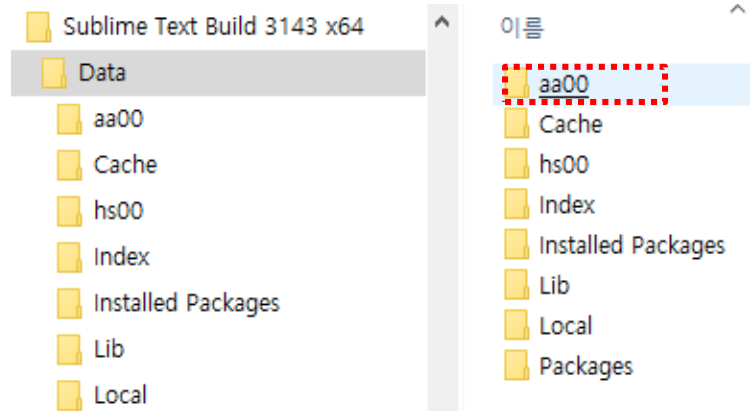 Sublime Text Build 3143 x64
Data
aa00
Cache
hs00
Index
Installed Packages
Lib
Local
이름
aa00
Cache
hs00
Index
Installed Packages
Lib
Local
Packages